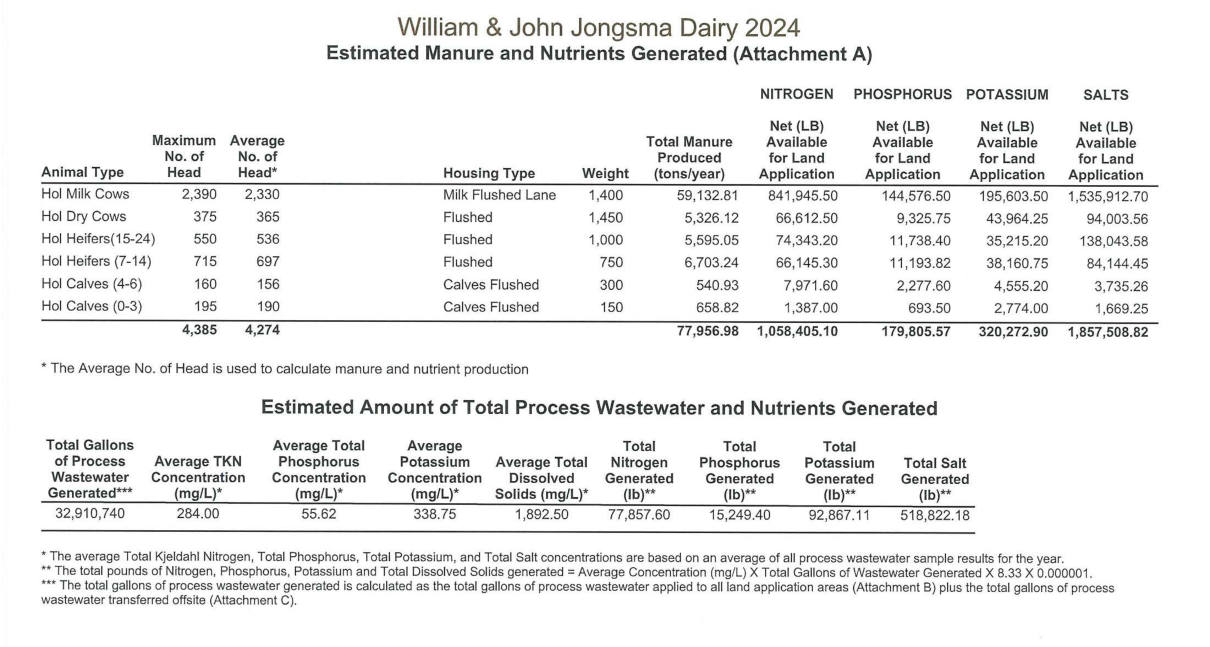 William & John Jongsma Dairy 2024
Estimated Manure and Nutrients Generated (Attachment A)
NITROGEN PHOSPHORUS POTASSIUM SALTS
Animal Type Maximum No. of Head Average No. of Head* Housing Type Weight Total Manure Produced (tons/year) Net (LB) Available for Land Application Net (LB) Available for Land Application Net (LB) Available for Land Application Net (LB) Available for Land Application
Hol Milk Cows 2,390 2,330 Milk Flushed Lane 1,400 59,132.81 841,945.50 144,576.50 195,603.50 1,535,912.70
Hol Dry Cows 375 365 Flushed 1,450 5,326.12 66,612.50 9,325.75 43,964.25 94,003.56
Hol Heifers(15-24) 550 536 Flushed 1,000 5,595.05 74,343.20 11,738.40 35,215.20 138,043.58
Hol Heifers (7-14) 715 697 Flushed 750 6,703.24 66,145.30 11,193.82 38,160.75 84,144.45
Hol Calves (4-6) 160 156 Calves Flushed 300 540.93 7,971.60 2,277.60 4,555.20 3,735.26
Hol Calves (0-3) 195 190 Calves Flushed 150 658.82 1,387.00 693.50 2,774.00 1,669.25
4,385 4,274 77,956.98 1,058,405.10 179,805.57 320,272.90 1,857,508.82
* The Average No. of Head is used to calculate manure and nutrient production
Estimated Amount of Total Process Wastewater and Nutrients Generated
Total Gallons of Process Wastewater Generated*** Average TKN Concentration (mg/L)* Average Total Phosphorus Concentration (mg/L)* Average Potassium Concentration (mg/L)* Average Total Dissolved Solids (mg/L)* Total Nitrogen Generated (lb)** Total Phosphorus Generated (lb)** Total Potassium Generated (lb)** Total Salt Generated (lb)**
32,910,740 284.00 55.62 338.75 1,892.50 77,857.60 15,249.40 92,867.11 518,822.18
* The average Total Kjeldahl Nitrogen, Total Phosphorus, Total Potassium, and Total Salt concentrations are based on an average of all process wastewater sample results for the year.
** The total pounds of Nitrogen, Phosphorus, Potassium and Total Dissolved Solids generated = Average Concentration (mg/L) X Total Gallons of Wastewater Generated X 8.33 X 0.000001.
*** The total gallons of process wastewater generated is calculated as the total gallons of process wastewater applied to all land application areas (Attachment B) plus the total gallons of process
wastewater transferred offsite (Attachment C).